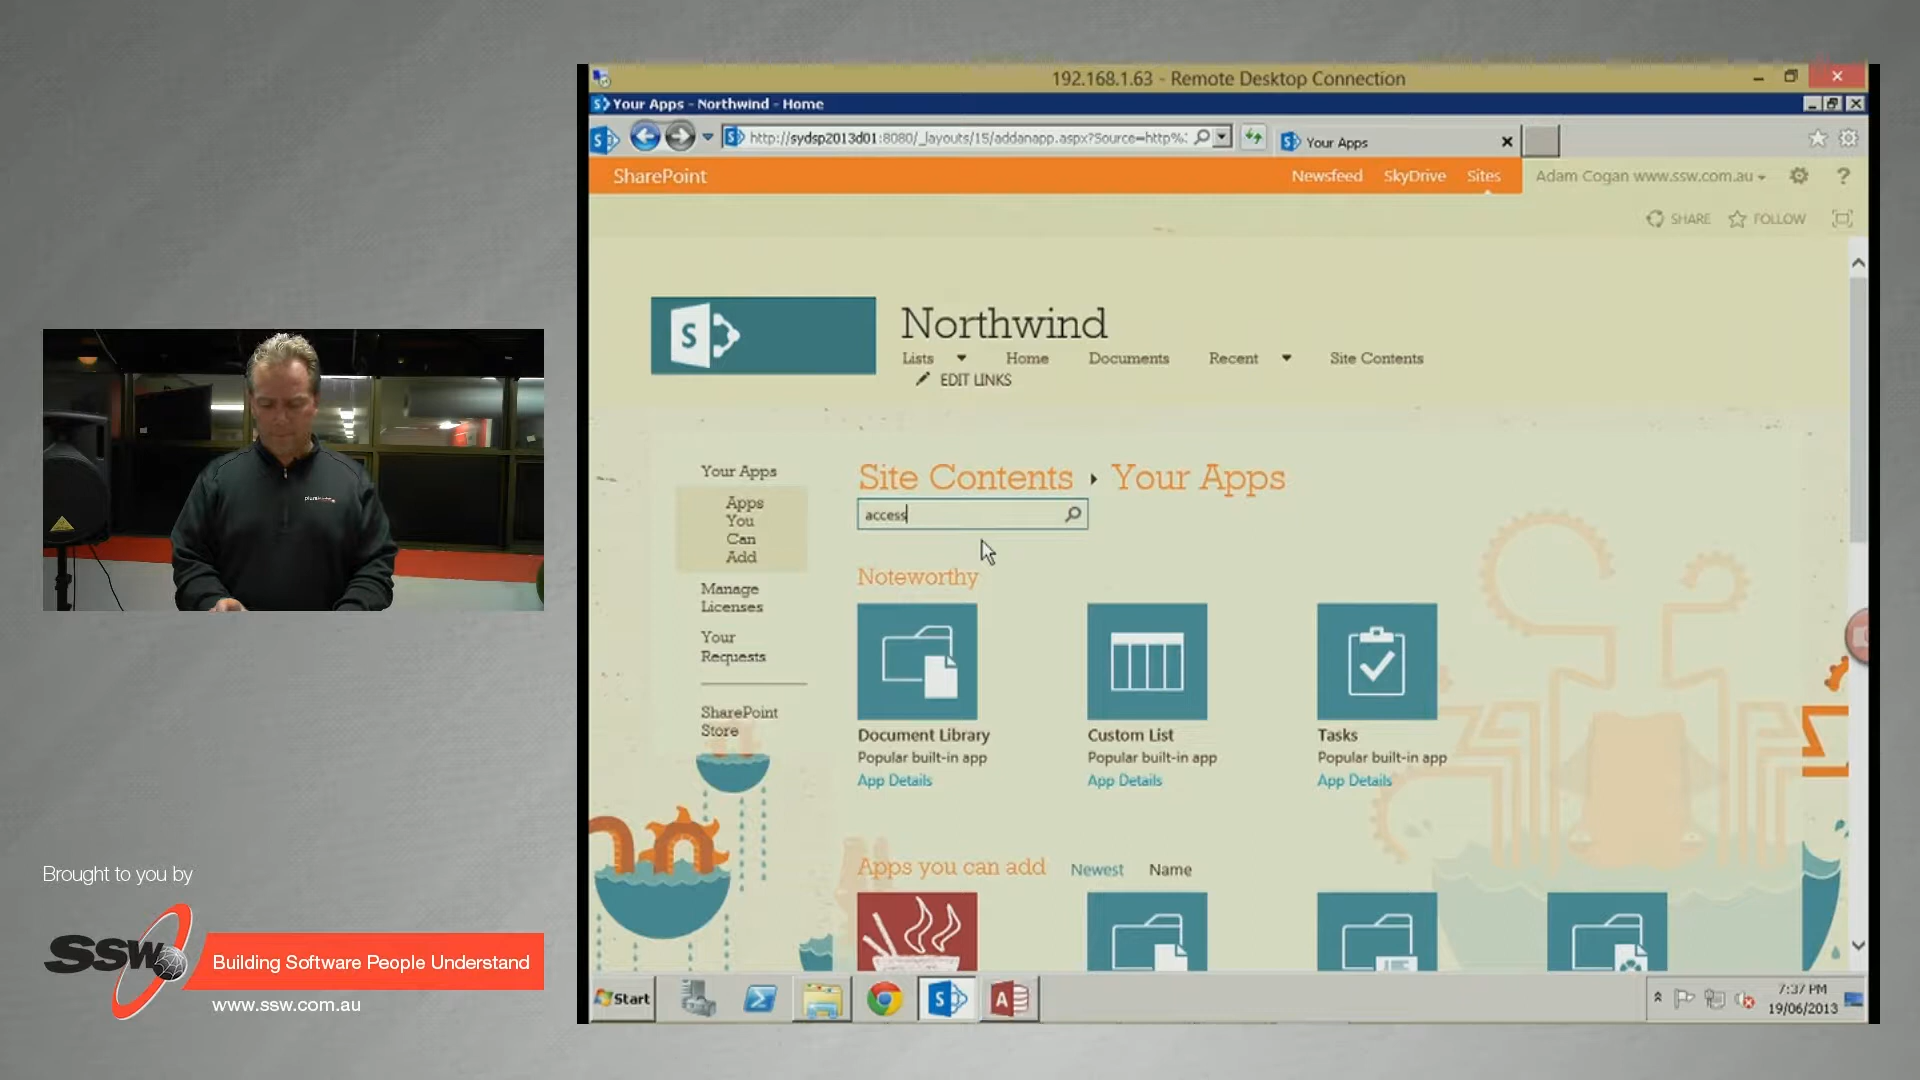 192.168.1.63 - Remote Desktop Connection
Your Apps - Northwind - Home
http://sydsp2013d01:8080/_layouts/15/addanapp.aspx?Source=http%:
Your Apps
SharePoint
Newsfeed
SkyDrive
Sites
Adam Cogan www.ssw.com.au
?
SHARE
FOLLOW
S
Northwind
Lists
Home
Documents
Recent
Site Contents
EDIT LINKS
Your Apps
Apps
You
Can
Add
Manage
Licenses
Your
Requests
SharePoint
Store
Site Contents
Your Apps
access
Noteworthy
Document Library
Popular built-in app
App Details
Custom List
Popular built-in app
App Details
Tasks
Popular built-in app
App Details
Apps you can add
Newest
Name
Start
7:37 PM
19/06/2013
Brought to you by
SSW
Building Software People Understand
www.ssw.com.au